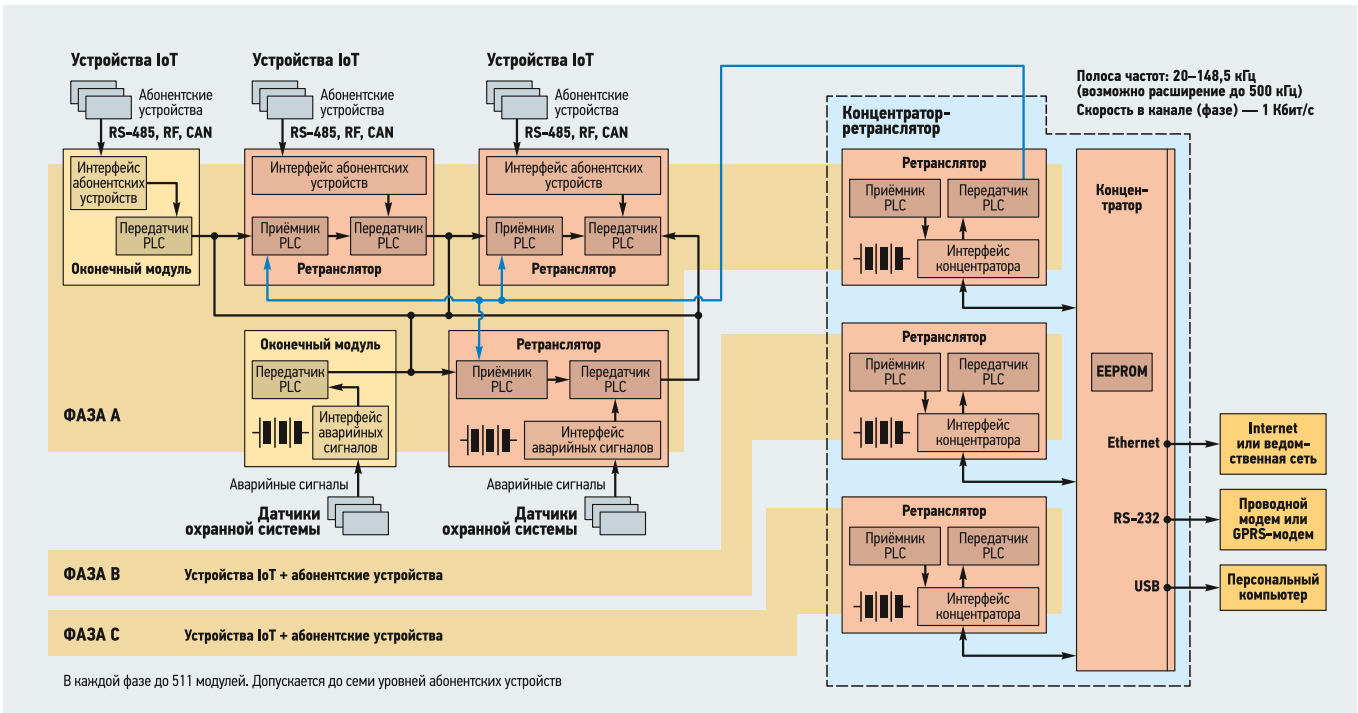 Устройства IoT
Абонентские
устройства
RS-485, RF, CAN
Устройства IoT
Абонентские
устройства
RS-485, RF, CAN
Устройства IoT
Абонентские
устройства
RS-485, RF, CAN
Полоса частот: 20–148,5 кГц
(возможно расширение до 500 кГц)
Скорость в канале (фазе) — 1 Кбит/с
Интерфейс
абонентских
устройств
Передатчик
PLC
Оконечный модуль
Интерфейс абонентских
устройств
Приёмник
PLC
Передатчик
PLC
Ретранслятор
Интерфейс абонентских
устройств
Приёмник
PLC
Передатчик
PLC
Ретранслятор
Концентратор-
ретранслятор
Ретранслятор
Приёмник
PLC
Передатчик
PLC
Интерфейс
концентратора
Концен-
тратор
EEPROM
Ethernet
RS-232
USB
Оконечный модуль
Передатчик
PLC
Интерфейс
аварийных
сигналов
Ретранслятор
Приёмник
PLC
Передатчик
PLC
Интерфейс
аварийных сигналов
Ретранслятор
Приёмник
PLC
Передатчик
PLC
Интерфейс
концентратора
ФАЗА A
Аварийные сигналы
Датчики
охранной системы
Аварийные сигналы
Датчики
охранной системы
Internet
или ведом-
ственная сеть
Проводной
модем или
GPRS-модем
Персональный
компьютер
Ретранслятор
Приёмник
PLC
Передатчик
PLC
Интерфейс
концентратора
ФАЗА B
Устройства IoT + абонентские устройства
ФАЗА C
Устройства IoT + абонентские устройства
В каждой фазе до 511 модулей. Допускается до семи уровней абонентских устройств